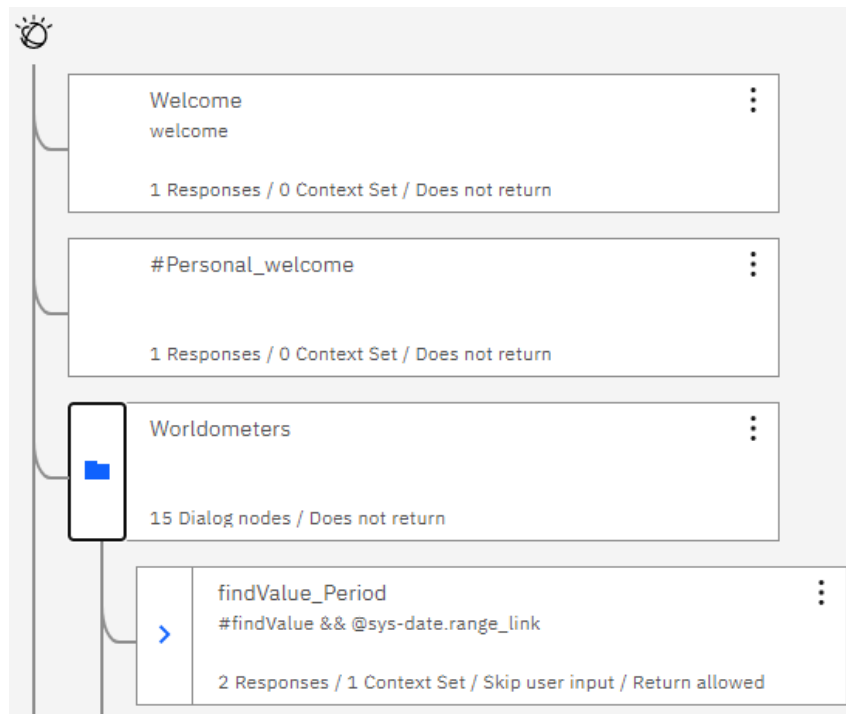 Welcome
welcome
1 Responses / 0 Context Set / Does not return
#Personal_welcome
1 Responses / 0 Context Set / Does not return
Worldometers
15 Dialog nodes / Does not return
findValue_Period
#findValue && @sys-date.range_link
2 Responses / 1 Context Set / Skip user input / Return allowed